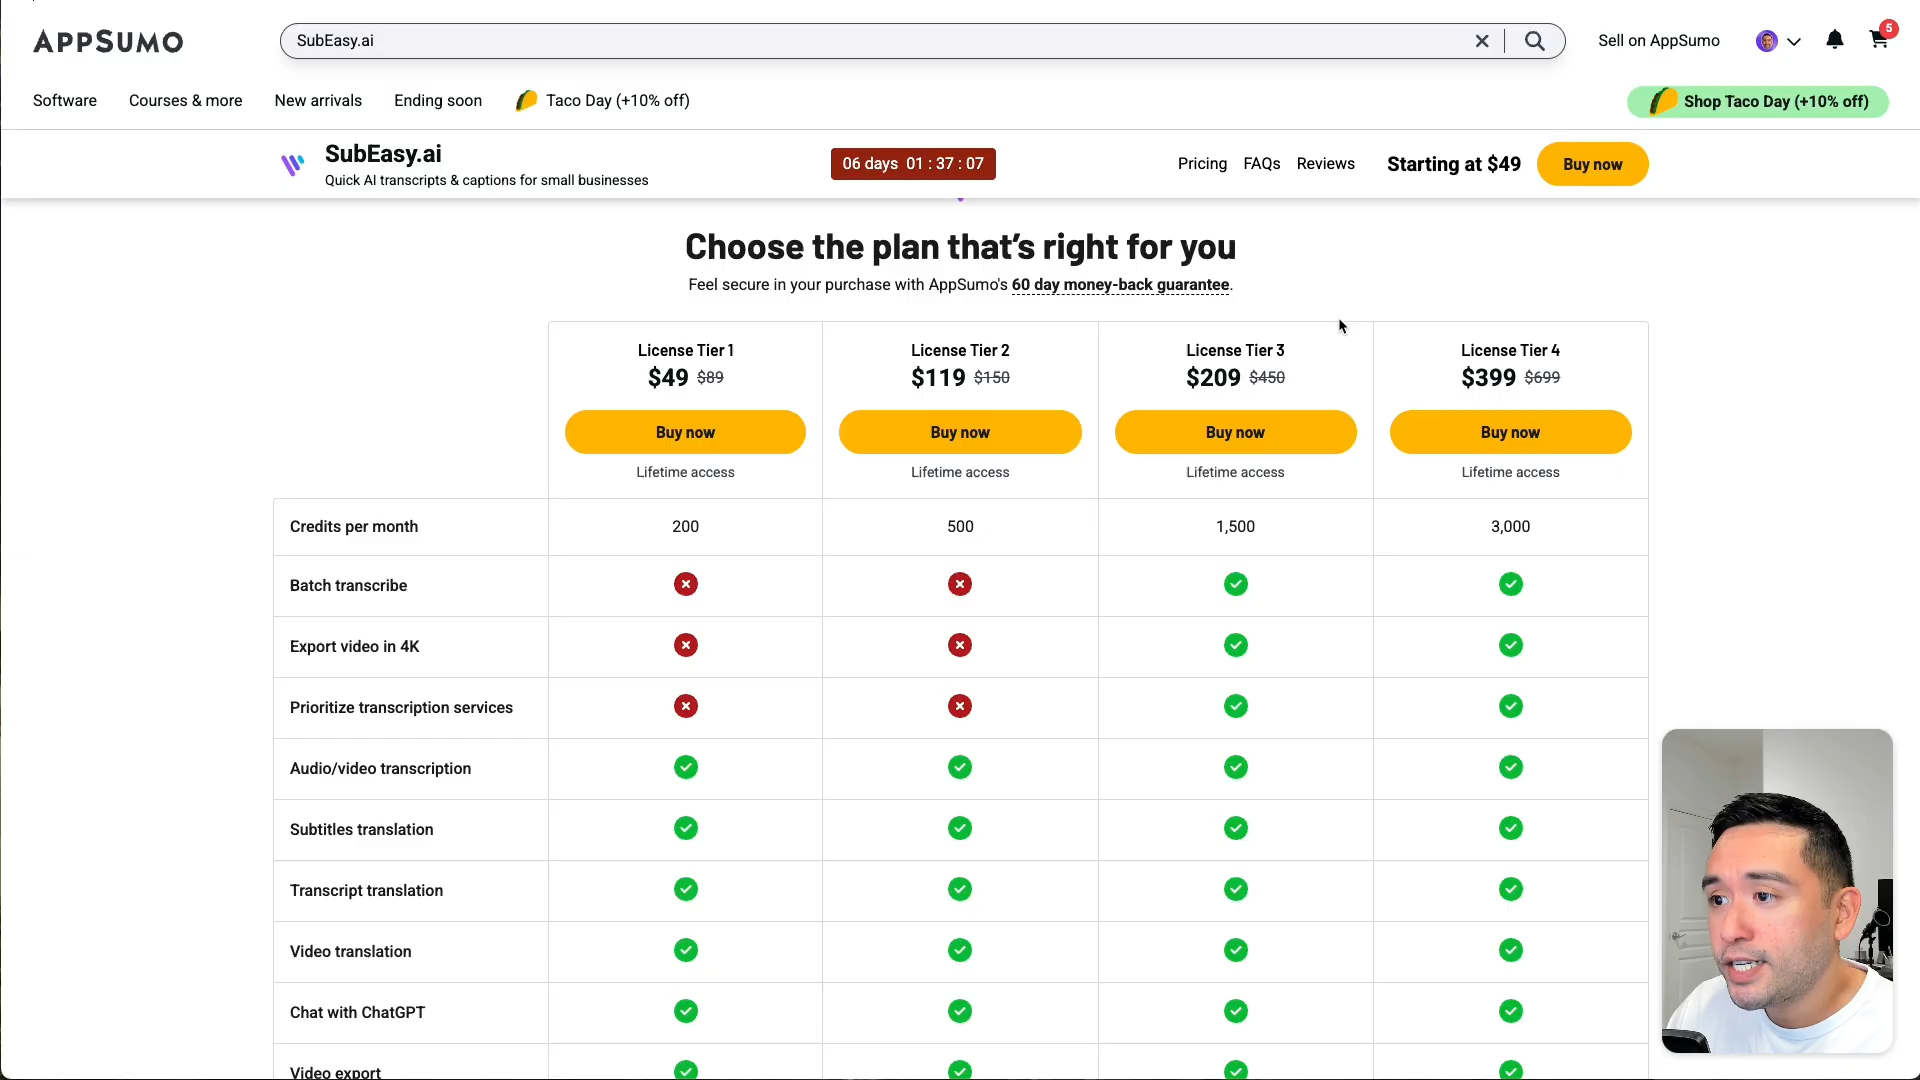 APPSUMO
SubEasy.ai
Sell on AppSumo
5
Software
Courses & more
New arrivals
Ending soon
Taco Day (+10% off)
Shop Taco Day (+10% off)
SubEasy.ai
Quick AI transcripts & captions for small businesses
06 days 01 : 37 : 07
Pricing
FAQs
Reviews
Starting at $49
Buy now
Choose the plan that's right for you
Feel secure in your purchase with AppSumo's 60 day money-back guarantee.
License Tier 1
$49 $89
Buy now
Lifetime access
License Tier 2
$119 $150
Buy now
Lifetime access
License Tier 3
$209 $450
Buy now
Lifetime access
License Tier 4
$399 $699
Buy now
Lifetime access
Credits per month
200
500
1,500
3,000
Batch transcribe
Export video in 4K
Prioritize transcription services
Audio/video transcription
Subtitles translation
Transcript translation
Video translation
Chat with ChatGPT
Video export